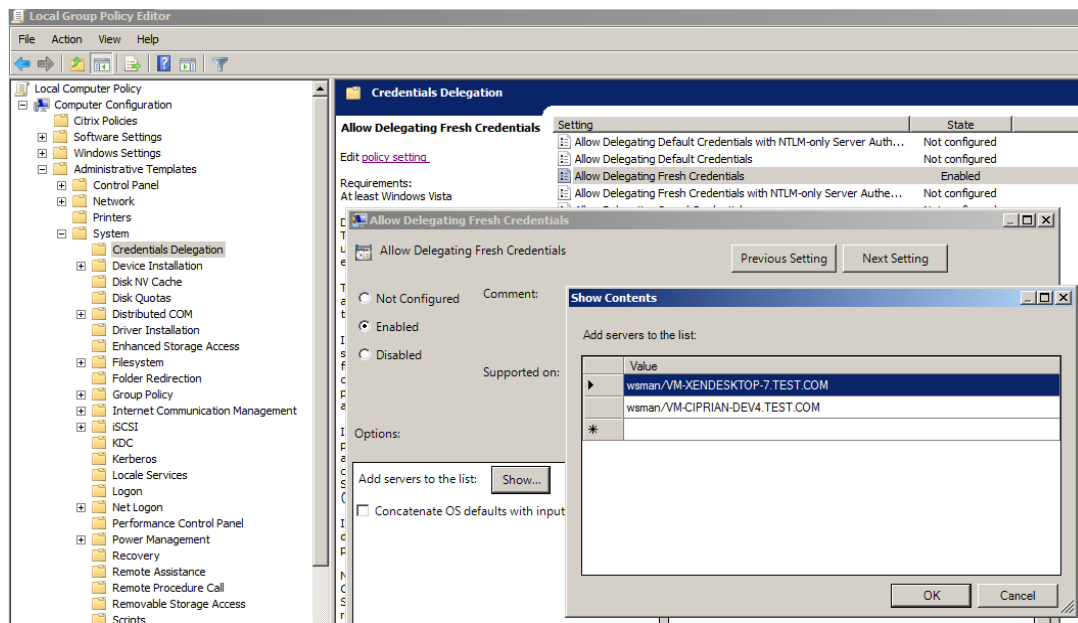 Local Group Policy Editor
File Action View Help
Local Computer Policy
Computer Configuration
Citrix Policies
Software Settings
Windows Settings
Administrative Templates
Control Panel
Network
Printers
System
Credentials Delegation
Device Installation
Disk NV Cache
Disk Quotas
Distributed COM
Driver Installation
Enhanced Storage Access
Filesystem
Folder Redirection
Group Policy
Internet Communication Management
iSCSI
KDC
Kerberos
Locale Services
Logon
Net Logon
Performance Control Panel
Power Management
Recovery
Remote Assistance
Remote Procedure Call
Removable Storage Access
Scripts
Credentials Delegation
Allow Delegating Fresh Credentials
Edit policy setting
Requirements:
At least Windows Vista
Setting State
Allow Delegating Default Credentials with NTLM-only Server Auth... Not configured
Allow Delegating Default Credentials Not configured
Allow Delegating Fresh Credentials Enabled
Allow Delegating Fresh Credentials with NTLM-only Server Authe... Not configured
Allow Delegating Fresh Credentials
Allow Delegating Fresh Credentials
Previous Setting Next Setting
Not Configured Comment:
Enabled
Disabled
Supported on:
Options:
Add servers to the list: Show...
Concatenate OS defaults with input
Show Contents
Add servers to the list:
Value
wsman/VM-XENDESKTOP-7.TEST.COM
wsman/VM-CIPRIAN-DEV4.TEST.COM
OK Cancel